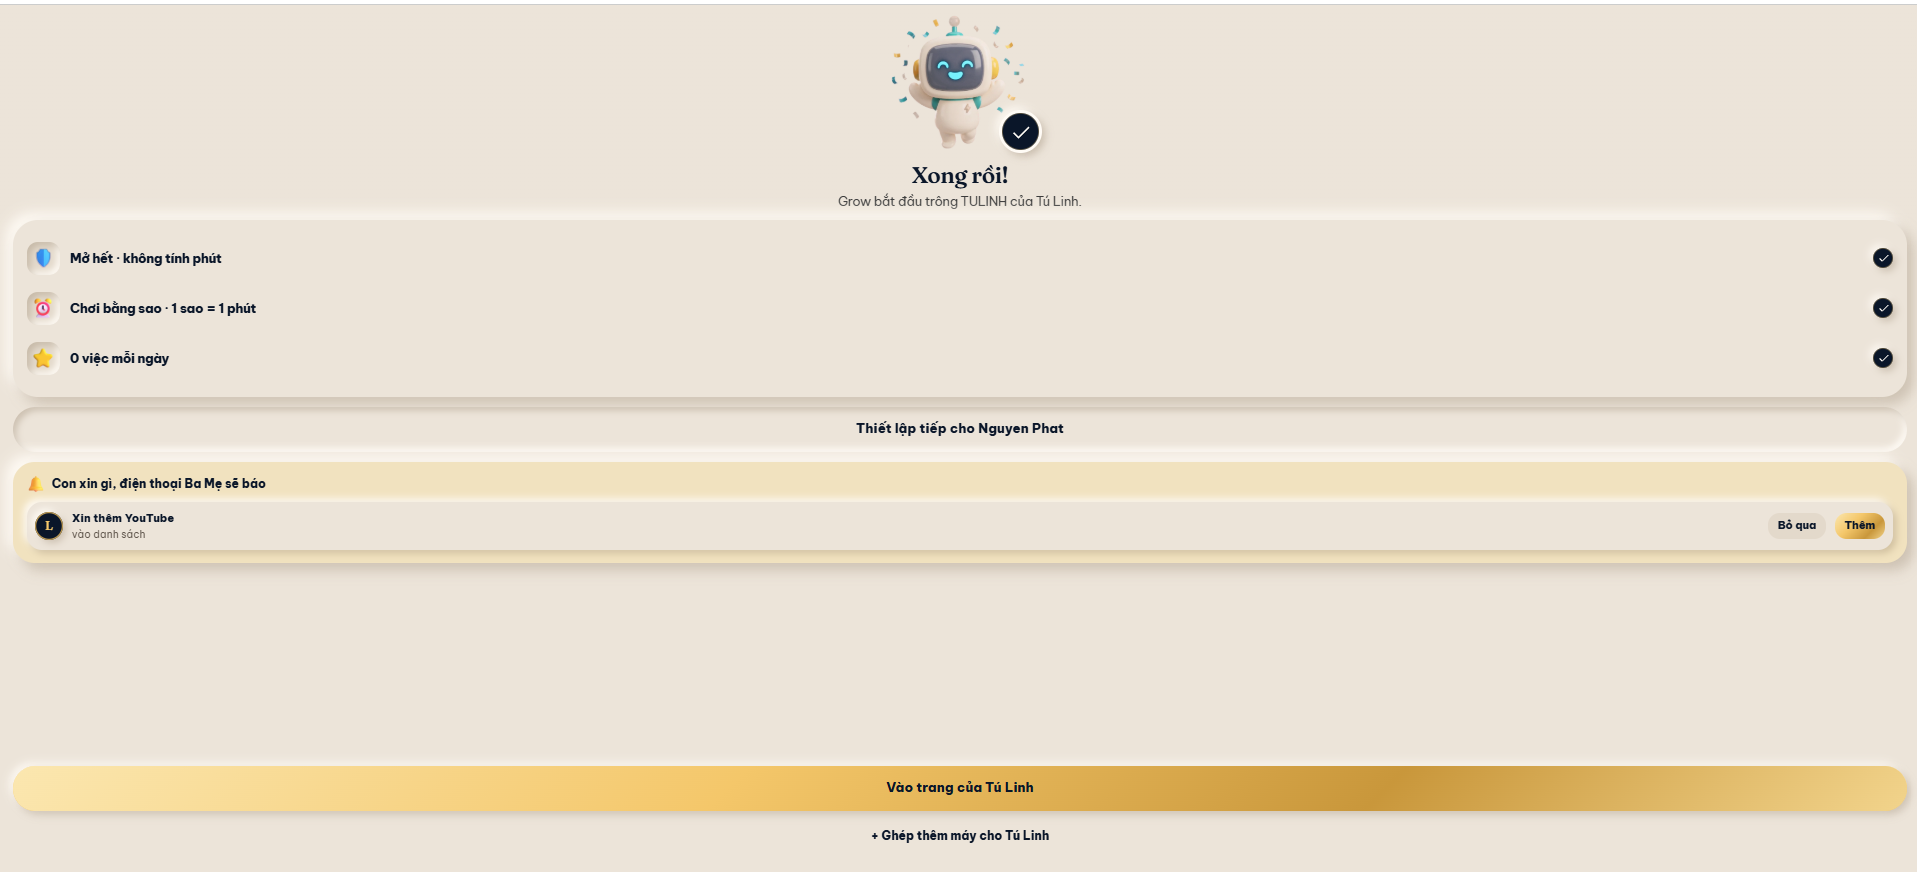 Xong rồi!
Grow bắt đầu trông TULINH của Tú Linh.
Mở hết · không tính phút
Chơi bằng sao · 1 sao = 1 phút
0 việc mỗi ngày
Thiết lập tiếp cho Nguyen Phat
Con xin gì, điện thoại Ba Mẹ sẽ báo
L
Xin thêm YouTube
vào danh sách
Bỏ qua
Thêm
Vào trang của Tú Linh
+ Ghép thêm máy cho Tú Linh